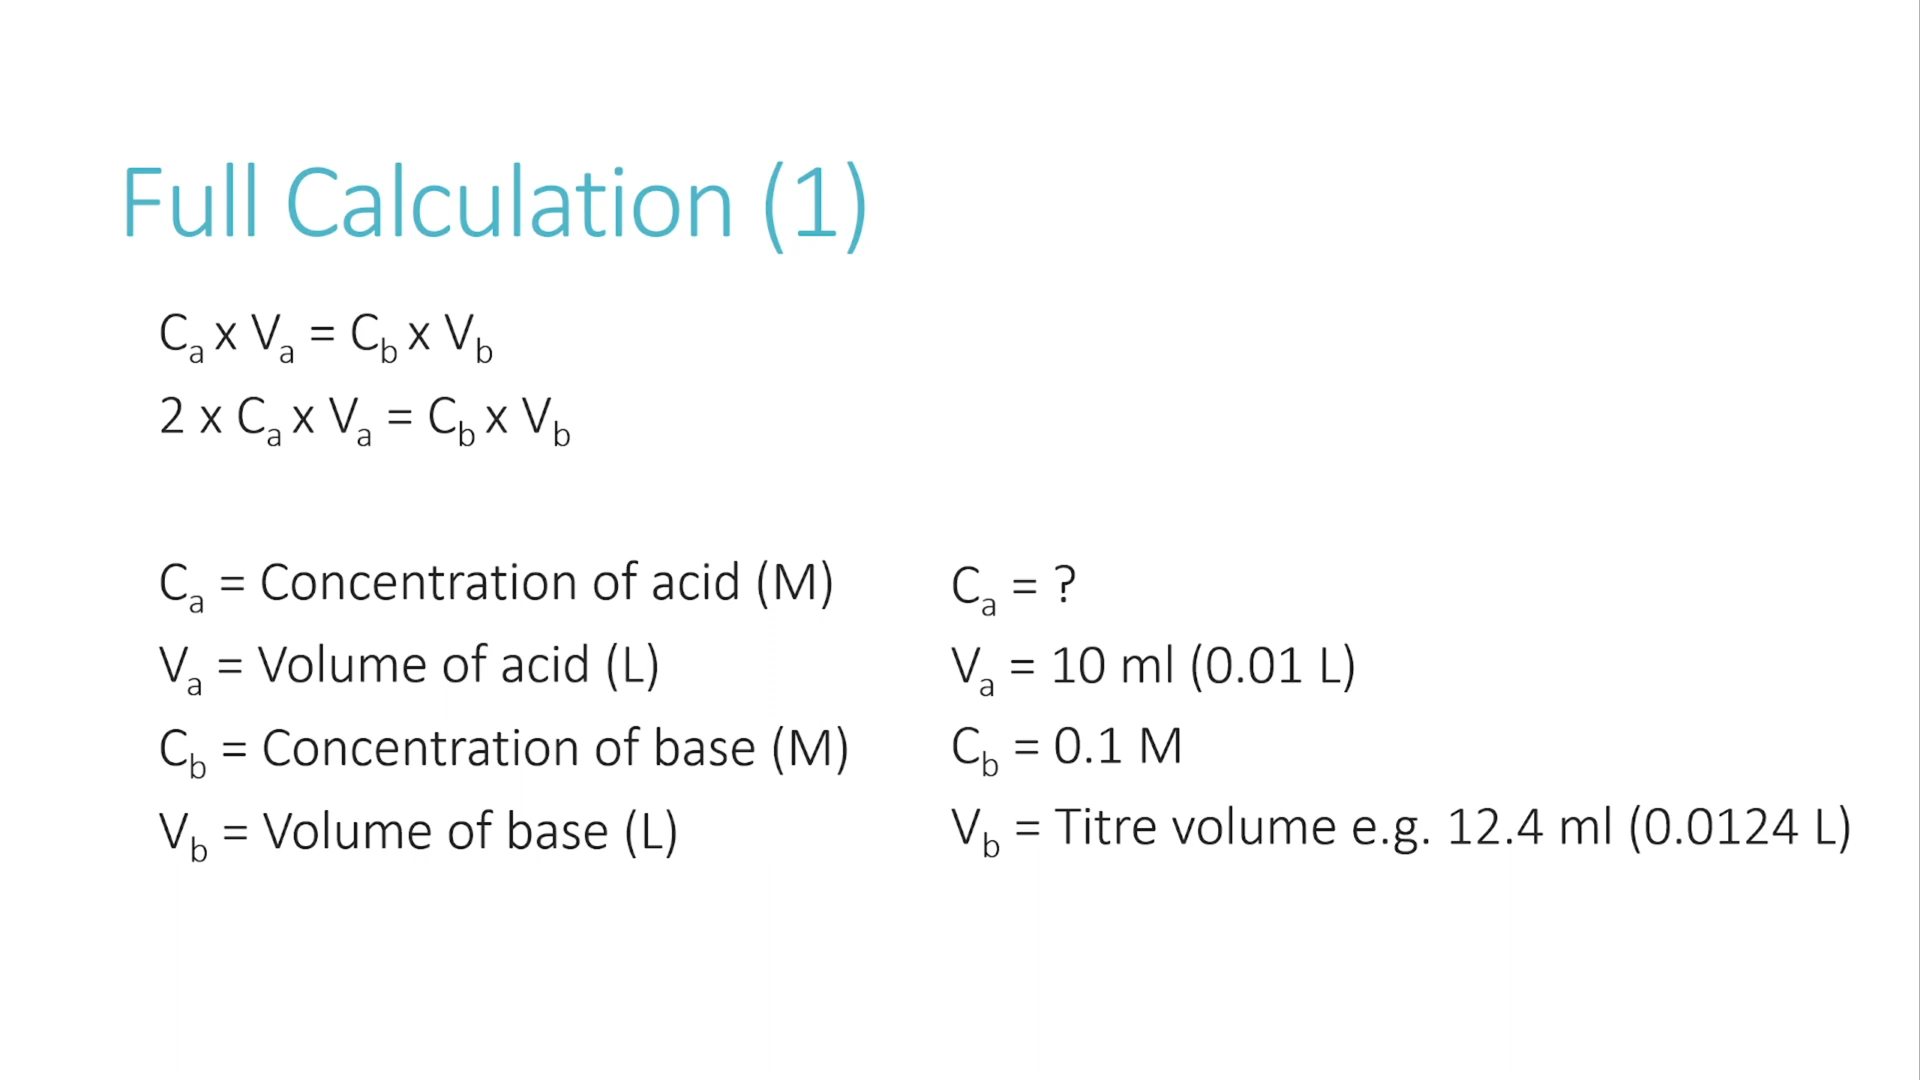 Full Calculation (1)
Ca x Va = Cb x Vb
2 x Ca x Va = Cb x Vb
Ca = Concentration of acid (M)
Va = Volume of acid (L)
Cb = Concentration of base (M)
Vb = Volume of base (L)
Ca = ?
Va = 10 ml (0.01 L)
Cb = 0.1 M
Vb = Titre volume e.g. 12.4 ml (0.0124 L)